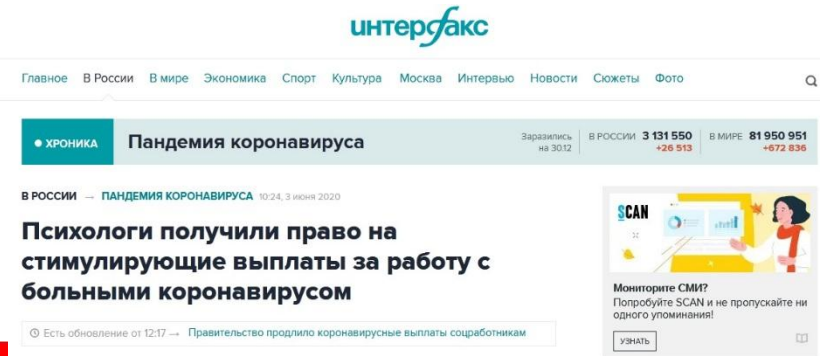 интерфакс
Главное В России В мире Экономика Спорт Культура Москва Интервью Новости Сюжеты Фото
ХРОНИКА Пандемия коронавируса Заразились на 30.12 В РОССИИ 3 131 550 +26 513 В МИРЕ 81 950 951 +672 836
В РОССИИ → ПАНДЕМИЯ КОРОНАВИРУСА 10:24, 3 июня 2020
Психологи получили право на
стимулирующие выплаты за работу с
больными коронавирусом
Есть обновление от 12:17 → Правительство продлило коронавирусные выплаты соцработникам
SCAN
Мониторите СМИ?
Попробуйте SCAN и не пропускайте ни
одного упоминания!
УЗНАТЬ